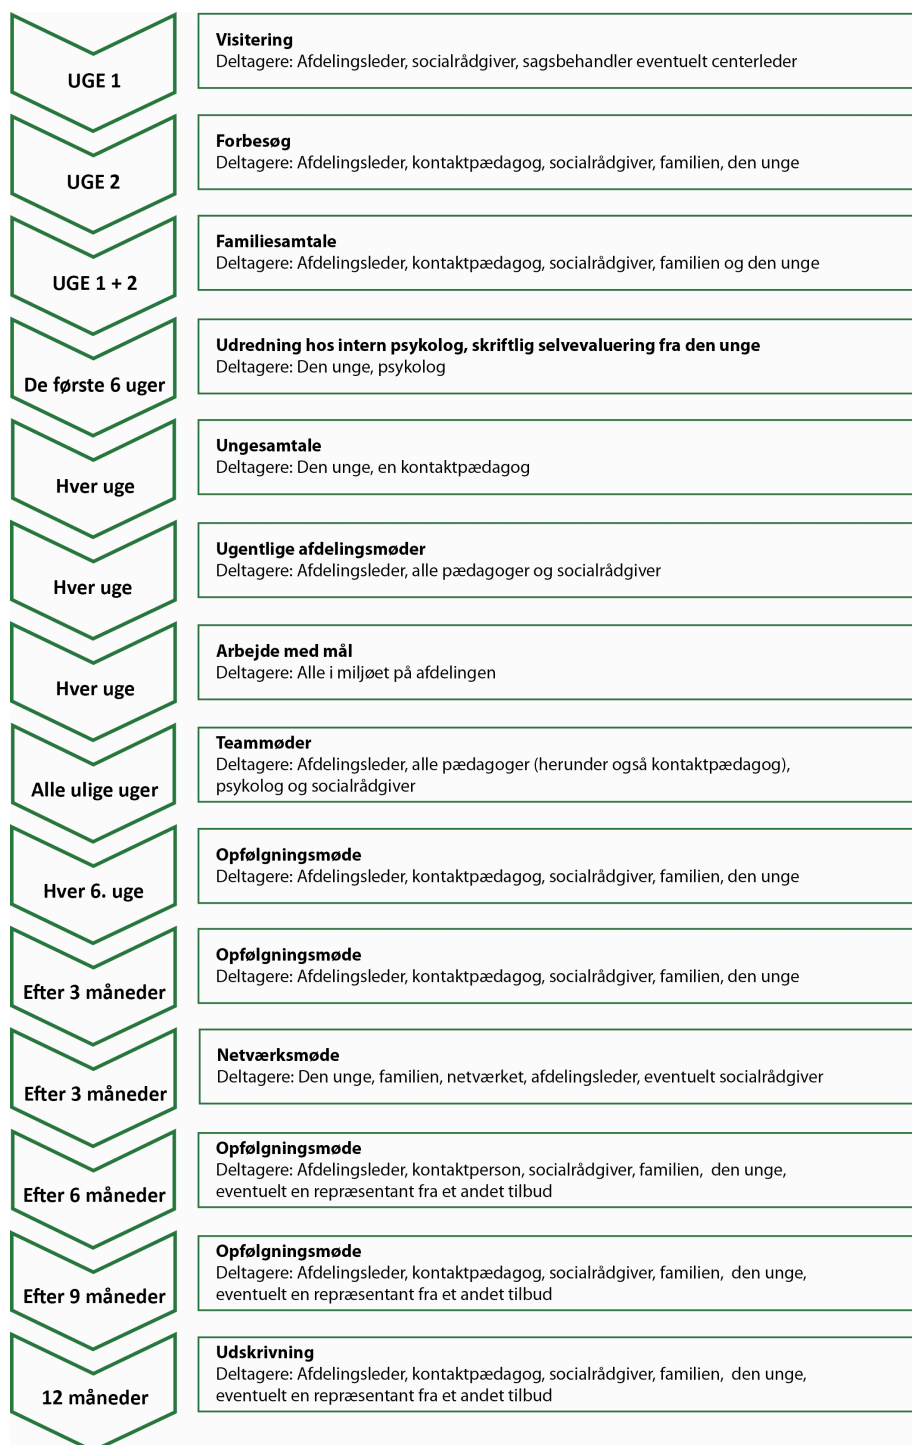 UGE 1
Visitering
Deltagere: Afdelingsleder, socialrådgiver, sagsbehandler eventuelt centerleder
UGE 2
Forbesøg
Deltagere: Afdelingsleder, kontaktpædagog, socialrådgiver, familien, den unge
UGE 1 + 2
Familiesamtale
Deltagere: Afdelingsleder, kontaktpædagog, socialrådgiver, familien og den unge
De første 6 uger
Udredning hos intern psykolog, skriftlig selvevaluering fra den unge
Deltagere: Den unge, psykolog
Hver uge
Ungesamtale
Deltagere: Den unge, en kontaktpædagog
Hver uge
Ugentlige afdelingsmøder
Deltagere: Afdelingsleder, alle pædagoger og socialrådgiver
Hver uge
Arbejde med mål
Deltagere: Alle i miljøet på afdelingen
Alle ulige uger
Teammøder
Deltagere: Afdelingsleder, alle pædagoger (herunder også kontaktpædagog),
psykolog og socialrådgiver
Hver 6. uge
Opfølgningsmøde
Deltagere: Afdelingsleder, kontaktpædagog, socialrådgiver, familien, den unge
Efter 3 måneder
Opfølgningsmøde
Deltagere: Afdelingsleder, kontaktpædagog, socialrådgiver, familien, den unge
Efter 3 måneder
Netværksmøde
Deltagere: Den unge, familien, netværket, afdelingsleder, eventuelt socialrådgiver
Efter 6 måneder
Opfølgningsmøde
Deltagere: Afdelingsleder, kontaktperson, socialrådgiver, familien,  den unge,
eventuelt en repræsentant fra et andet tilbud
Efter 9 måneder
Opfølgningsmøde
Deltagere: Afdelingsleder, kontaktpædagog, socialrådgiver, familien,  den unge,
eventuelt en repræsentant fra et andet tilbud
12 måneder
Udskrivning
Deltagere: Afdelingsleder, kontaktpædagog, socialrådgiver, familien,  den unge,
eventuelt en repræsentant fra et andet tilbud